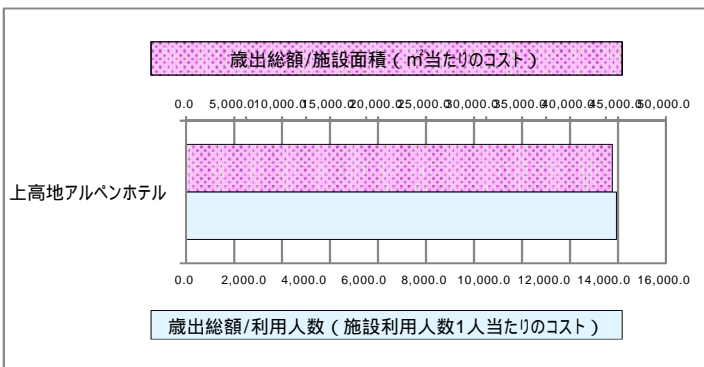 歳出総額/施設面積（㎡当たりのコスト）
0.0 5,000.0 10,000.0 15,000.0 20,000.0 25,000.0 30,000.0 35,000.0 40,000.0 45,000.0 50,000.0
上高地アルペンホテル
0.0 2,000.0 4,000.0 6,000.0 8,000.0 10,000.0 12,000.0 14,000.0 16,000.0
歳出総額/利用人数（施設利用人数1人当たりのコスト）